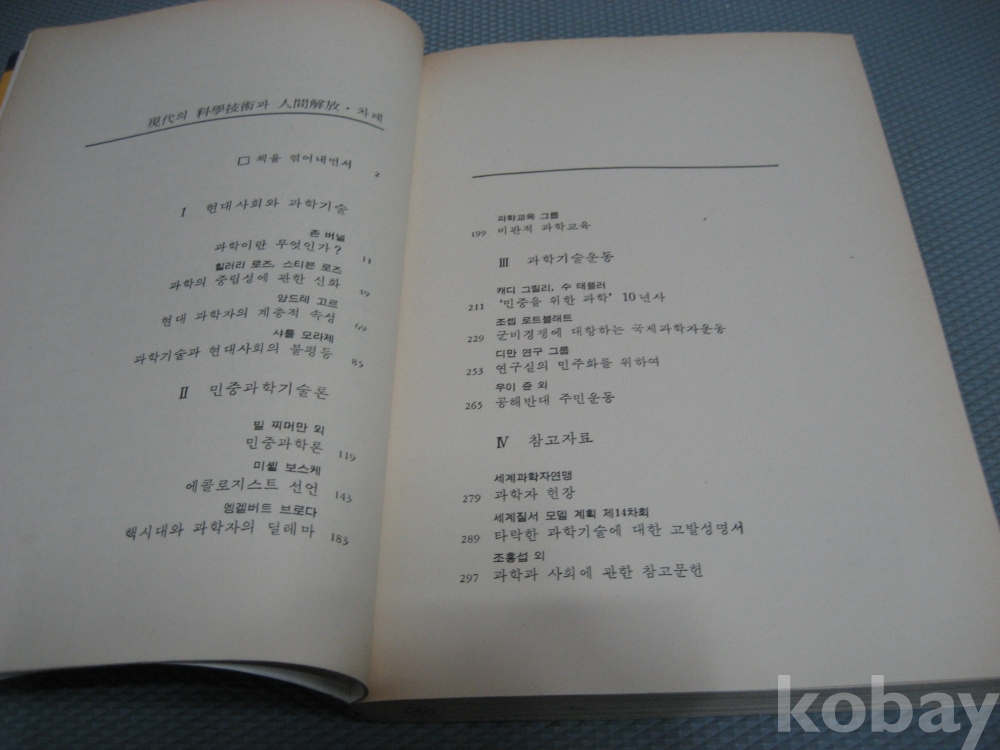 現代의 科學技術과 人間解放 · 차례
□ 책을 엮어내면서 2
Ⅰ 현대사회와 과학기술
존 버널
과학이란 무엇인가? 11
힐러리 로즈, 스티븐 로즈
과학의 중립성에 관한 신화 39
앙드레 고르
현대 과학자의 계층적 속성 69
샤를 모라제
과학기술과 현대사회의 불평등 85
Ⅱ 민중과학기술론
빌 찌머만 외
민중과학론 119
미셸 보스케
에콜로지스트 선언 143
엥겔버트 브로다
핵시대와 과학자의 딜레마 183
과학교육 그룹
199 비판적 과학교육
Ⅲ 과학기술운동
캐디 그릴리, 수 태플러
211 '민중을 위한 과학' 10년사
조셉 로트블래트
229 군비경쟁에 대항하는 국제과학자운동
디만 연구 그룹
253 연구실의 민주화를 위하여
우이 쥰 외
265 공해반대 주민운동
Ⅳ 참고자료
세계과학자연맹
279 과학자 헌장
세계질서 모델 계획 제14차회
289 타락한 과학기술에 대한 고발성명서
조홍섭 외
297 과학과 사회에 관한 참고문헌
kobay